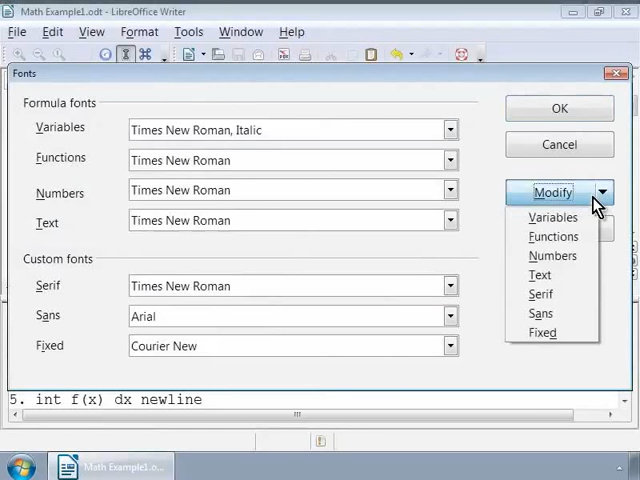 Math Example1.odt - LibreOffice Writer
File Edit View Format Tools Window Help
Fonts
Formula fonts
Variables Times New Roman, Italic
Functions Times New Roman
Numbers Times New Roman
Text Times New Roman
Custom fonts
Serif Times New Roman
Sans Arial
Fixed Courier New
OK
Cancel
Modify
Variables
Functions
Numbers
Text
Serif
Sans
Fixed
5. int f(x) dx newline
Math Example1.o...